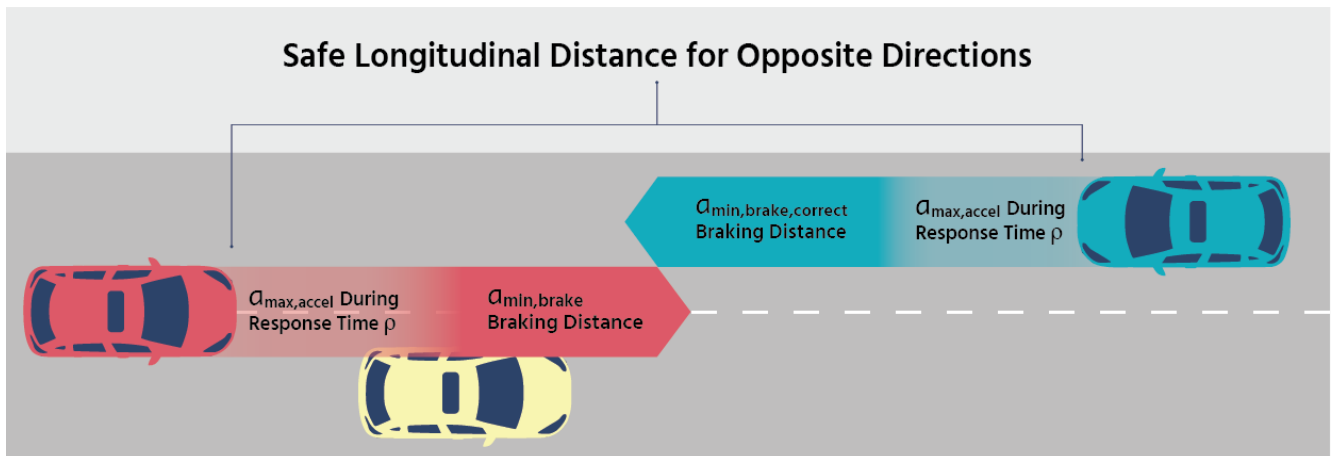 Safe Longitudinal Distance for Opposite Directions
amin,brake,correct
Braking Distance
amax,accel During
Response Time ρ
amax,accel During
Response Time ρ
amin,brake
Braking Distance